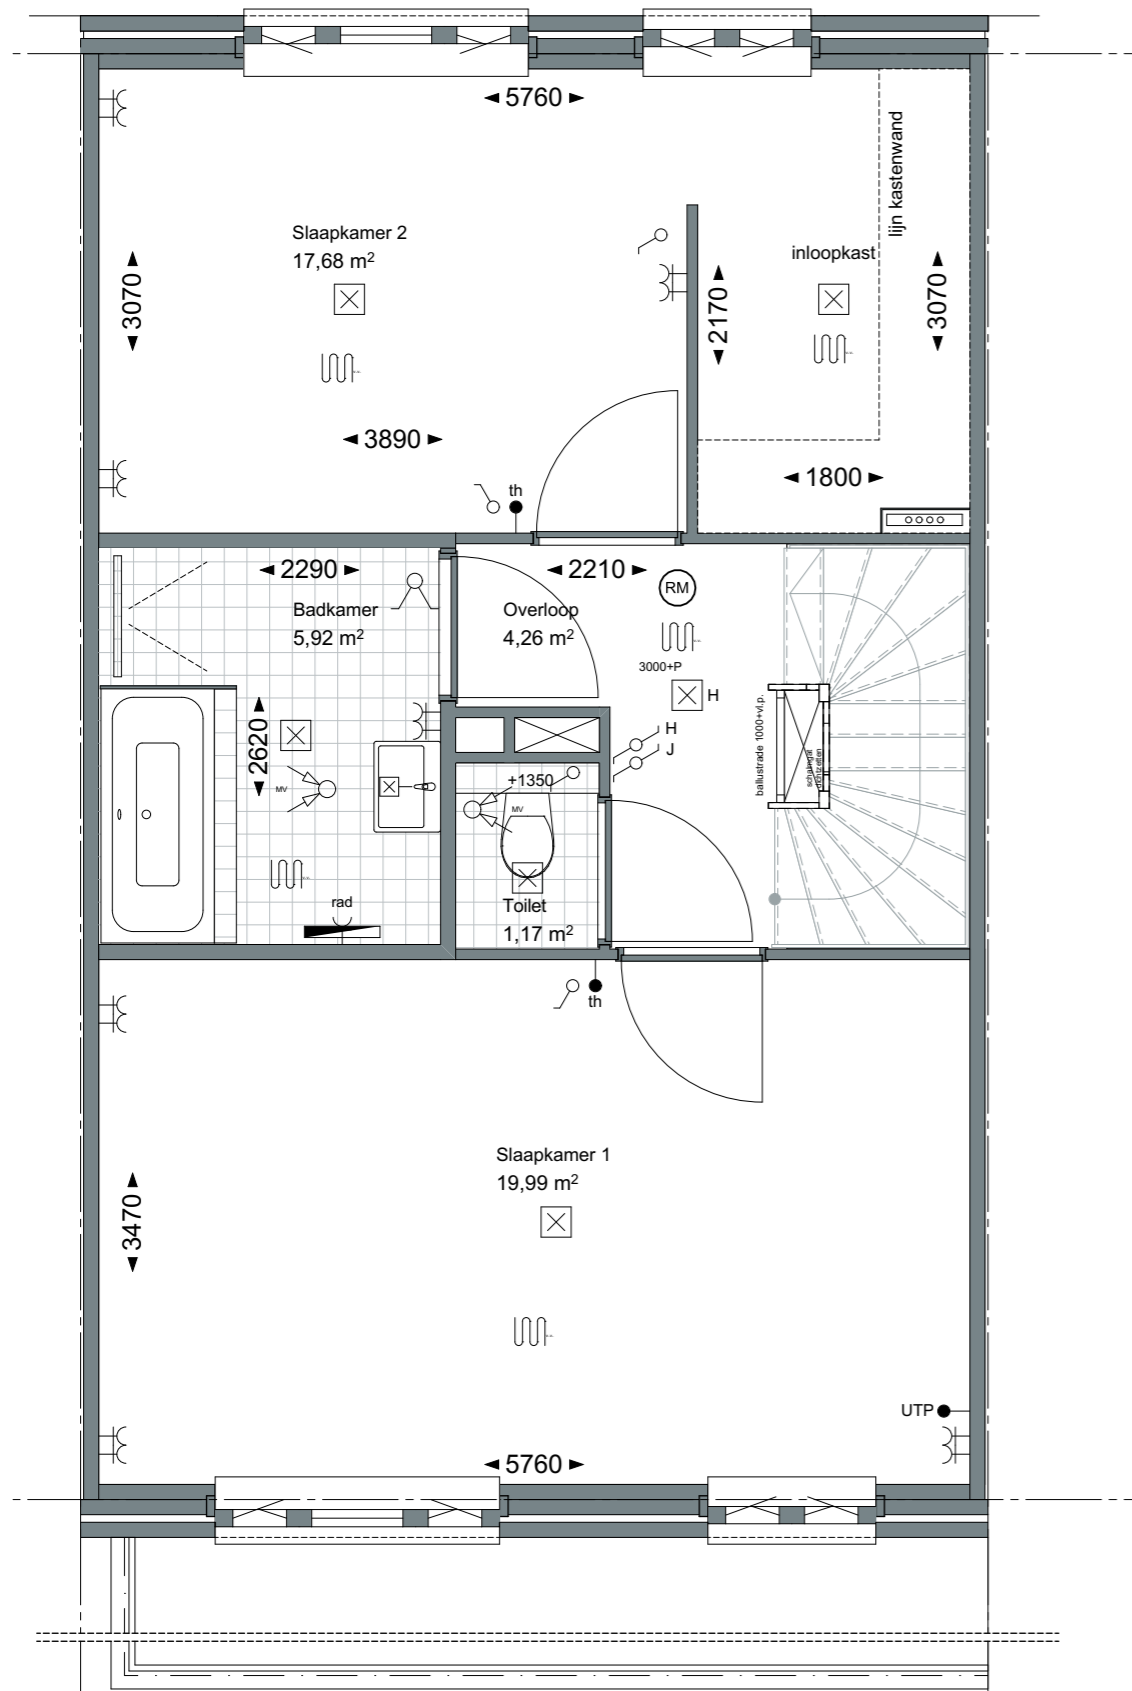 5760
lijn kastenwand
Slaapkamer 2
17,68 m²
inloopkast
3070
2170
3070
3890
1800
th
2290
2210
RM
Badkamer
5,92 m²
Overloop
4,26 m²
3000+P
H
ballustrade 1000+vl.p.
H
J
2620
schalmgat
dichtzetten
+1350
MV
MV
rad
Toilet
1,17 m²
th
Slaapkamer 1
19,99 m²
3470
UTP
5760